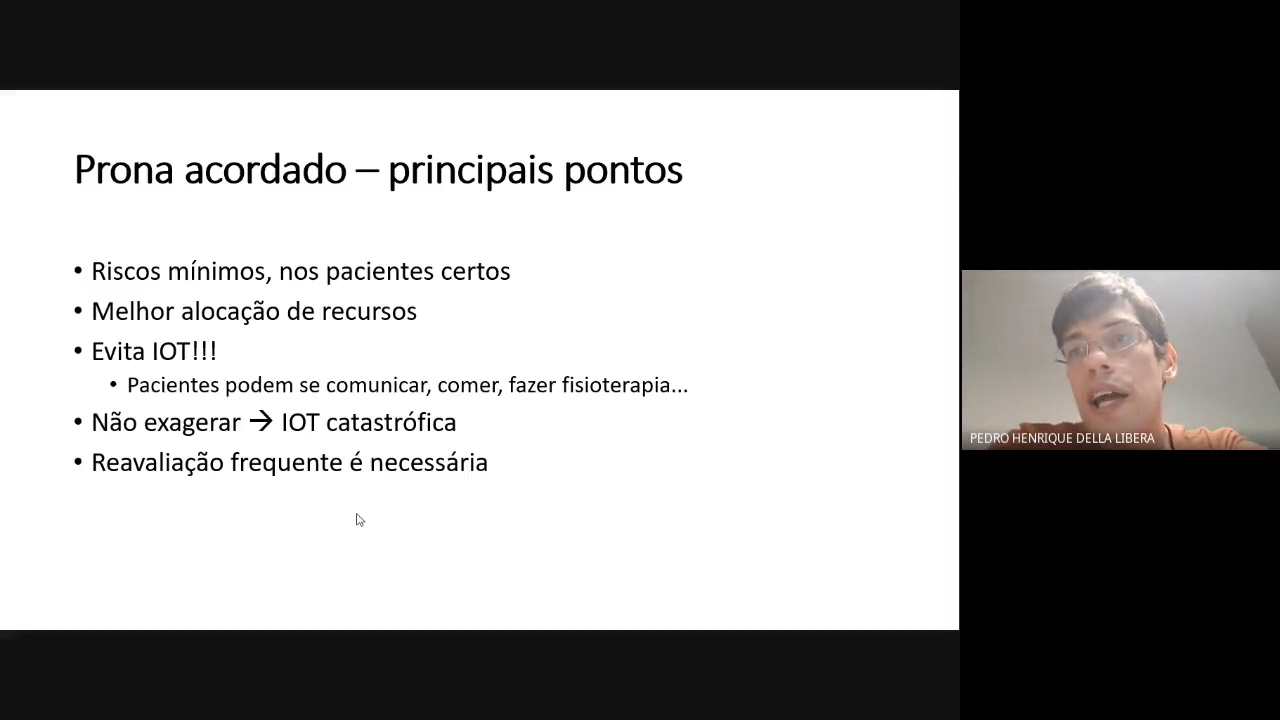 Prona acordado – principais pontos
• Riscos mínimos, nos pacientes certos
• Melhor alocação de recursos
• Evita IOT!!!
• Pacientes podem se comunicar, comer, fazer fisioterapia...
• Não exagerar → IOT catastrófica
• Reavaliação frequente é necessária
PEDRO HENRIQUE DELLA LIBERA